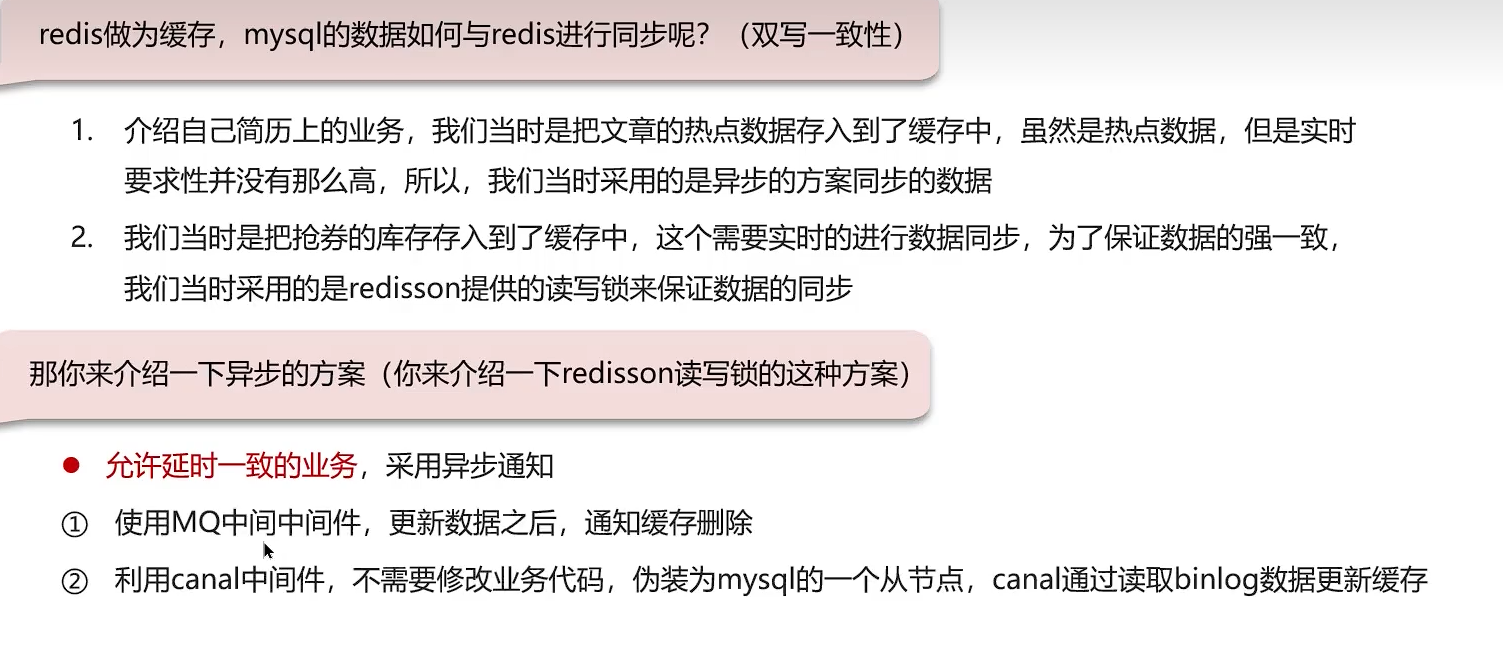 redis做为缓存，mysql的数据如何与redis进行同步呢？（双写一致性）
1. 介绍自己简历上的业务，我们当时是把文章的热点数据存入到了缓存中，虽然是热点数据，但是实时
要求性并没有那么高，所以，我们当时采用的是异步的方案同步的数据
2. 我们当时是把抢券的库存存入到了缓存中，这个需要实时的进行数据同步，为了保证数据的强一致，
我们当时采用的是redisson提供的读写锁来保证数据的同步
那你来介绍一下异步的方案（你来介绍一下redisson读写锁的这种方案）
● 允许延时一致的业务，采用异步通知
① 使用MQ中间中间件，更新数据之后，通知缓存删除
② 利用canal中间件，不需要修改业务代码，伪装为mysql的一个从节点，canal通过读取binlog数据更新缓存